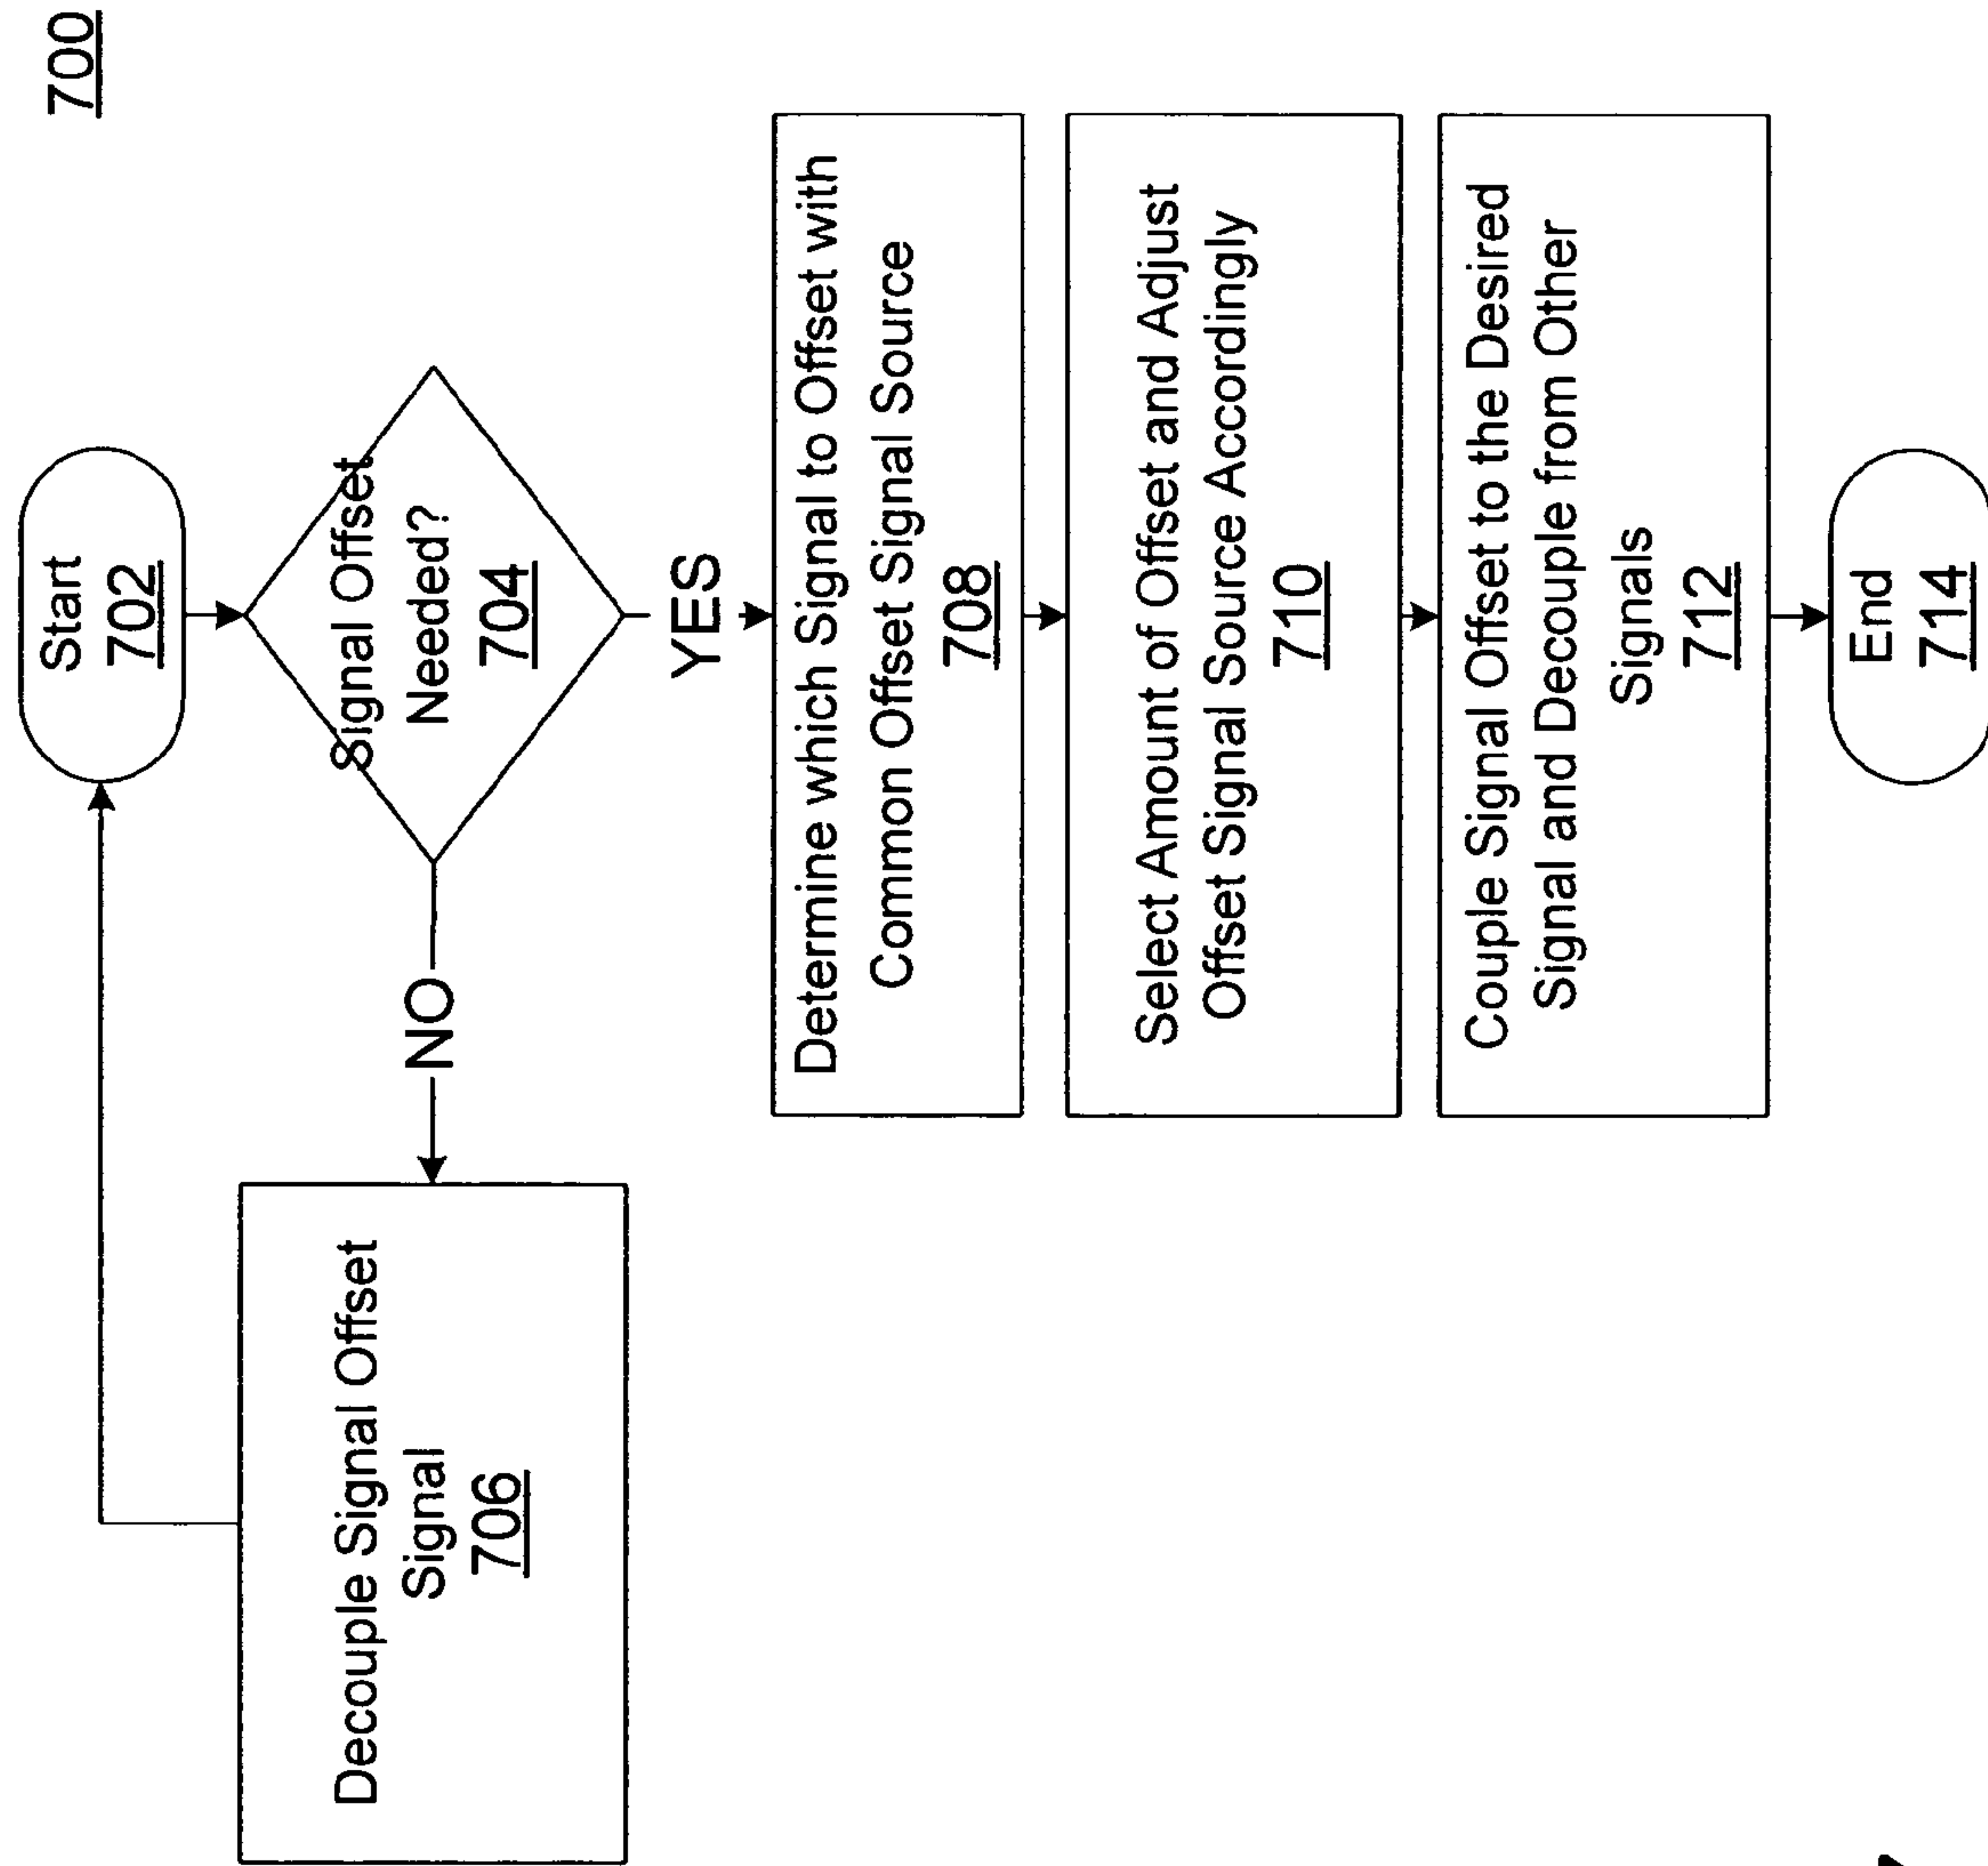 700
Start
702
Signal Offset
Needed?
704
NO
Decouple Signal Offset
Signal
706
YES
Determine which Signal to Offset with
Common Offset Signal Source
708
Select Amount of Offset and Adjust
Offset Signal Source Accordingly
710
Couple Signal Offset to the Desired
Signal and Decouple from Other
Signals
712
End
714